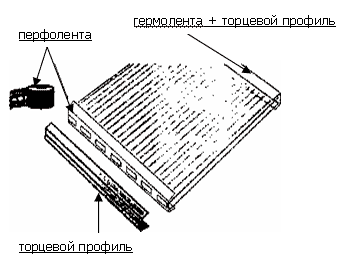 гермолента + торцевой профиль
перфолента
торцевой профиль